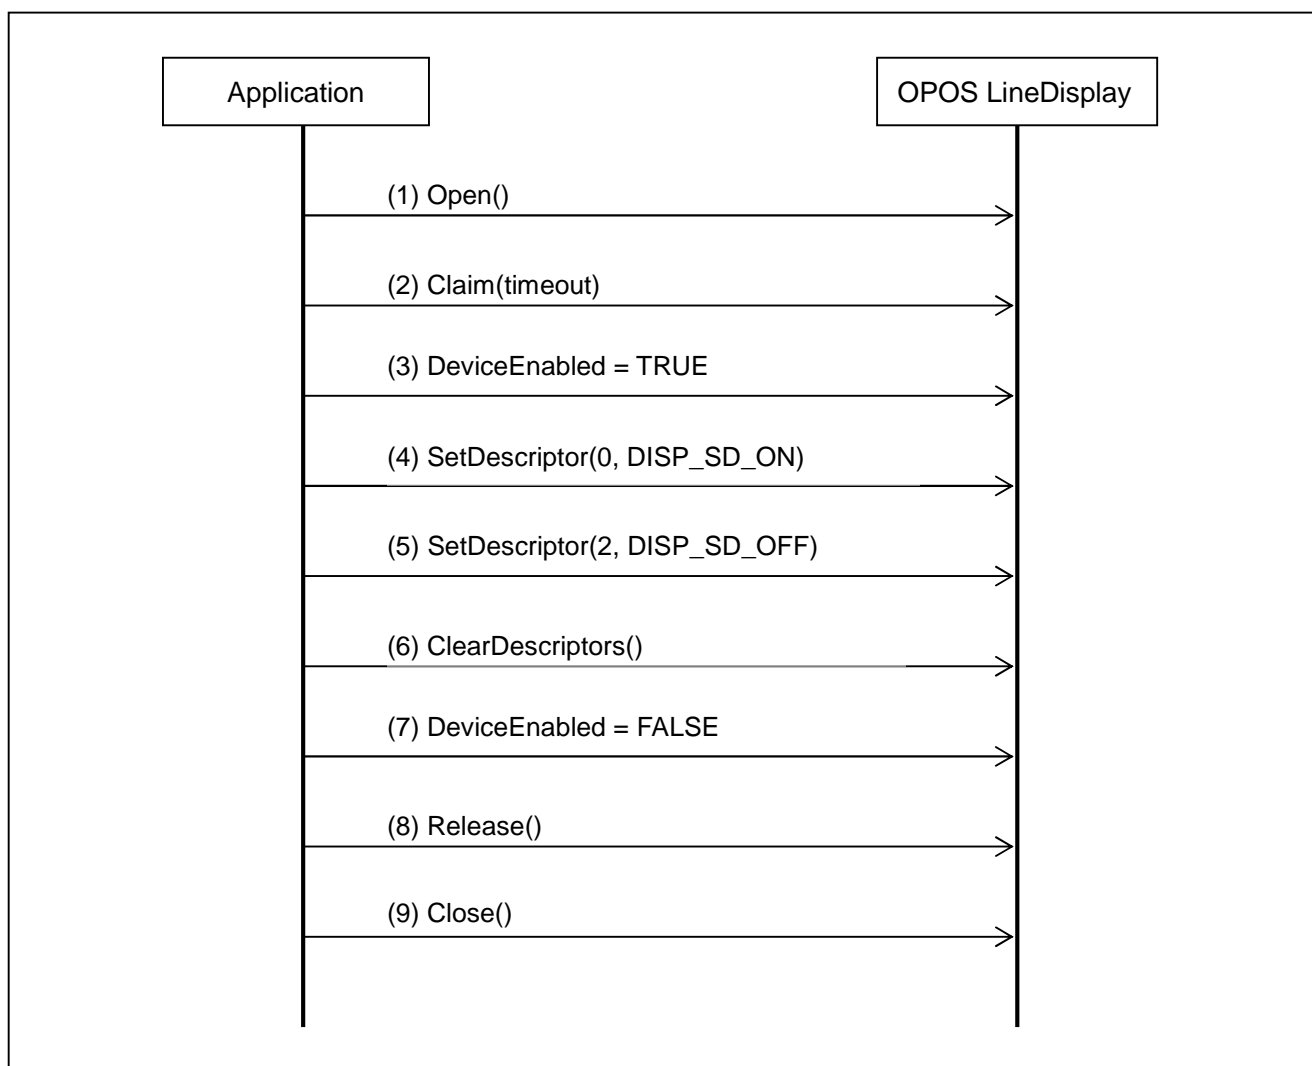 Application
OPOS LineDisplay
(1) Open()
(2) Claim(timeout)
(3) DeviceEnabled = TRUE
(4) SetDescriptor(0, DISP_SD_ON)
(5) SetDescriptor(2, DISP_SD_OFF)
(6) ClearDescriptors()
(7) DeviceEnabled = FALSE
(8) Release()
(9) Close()